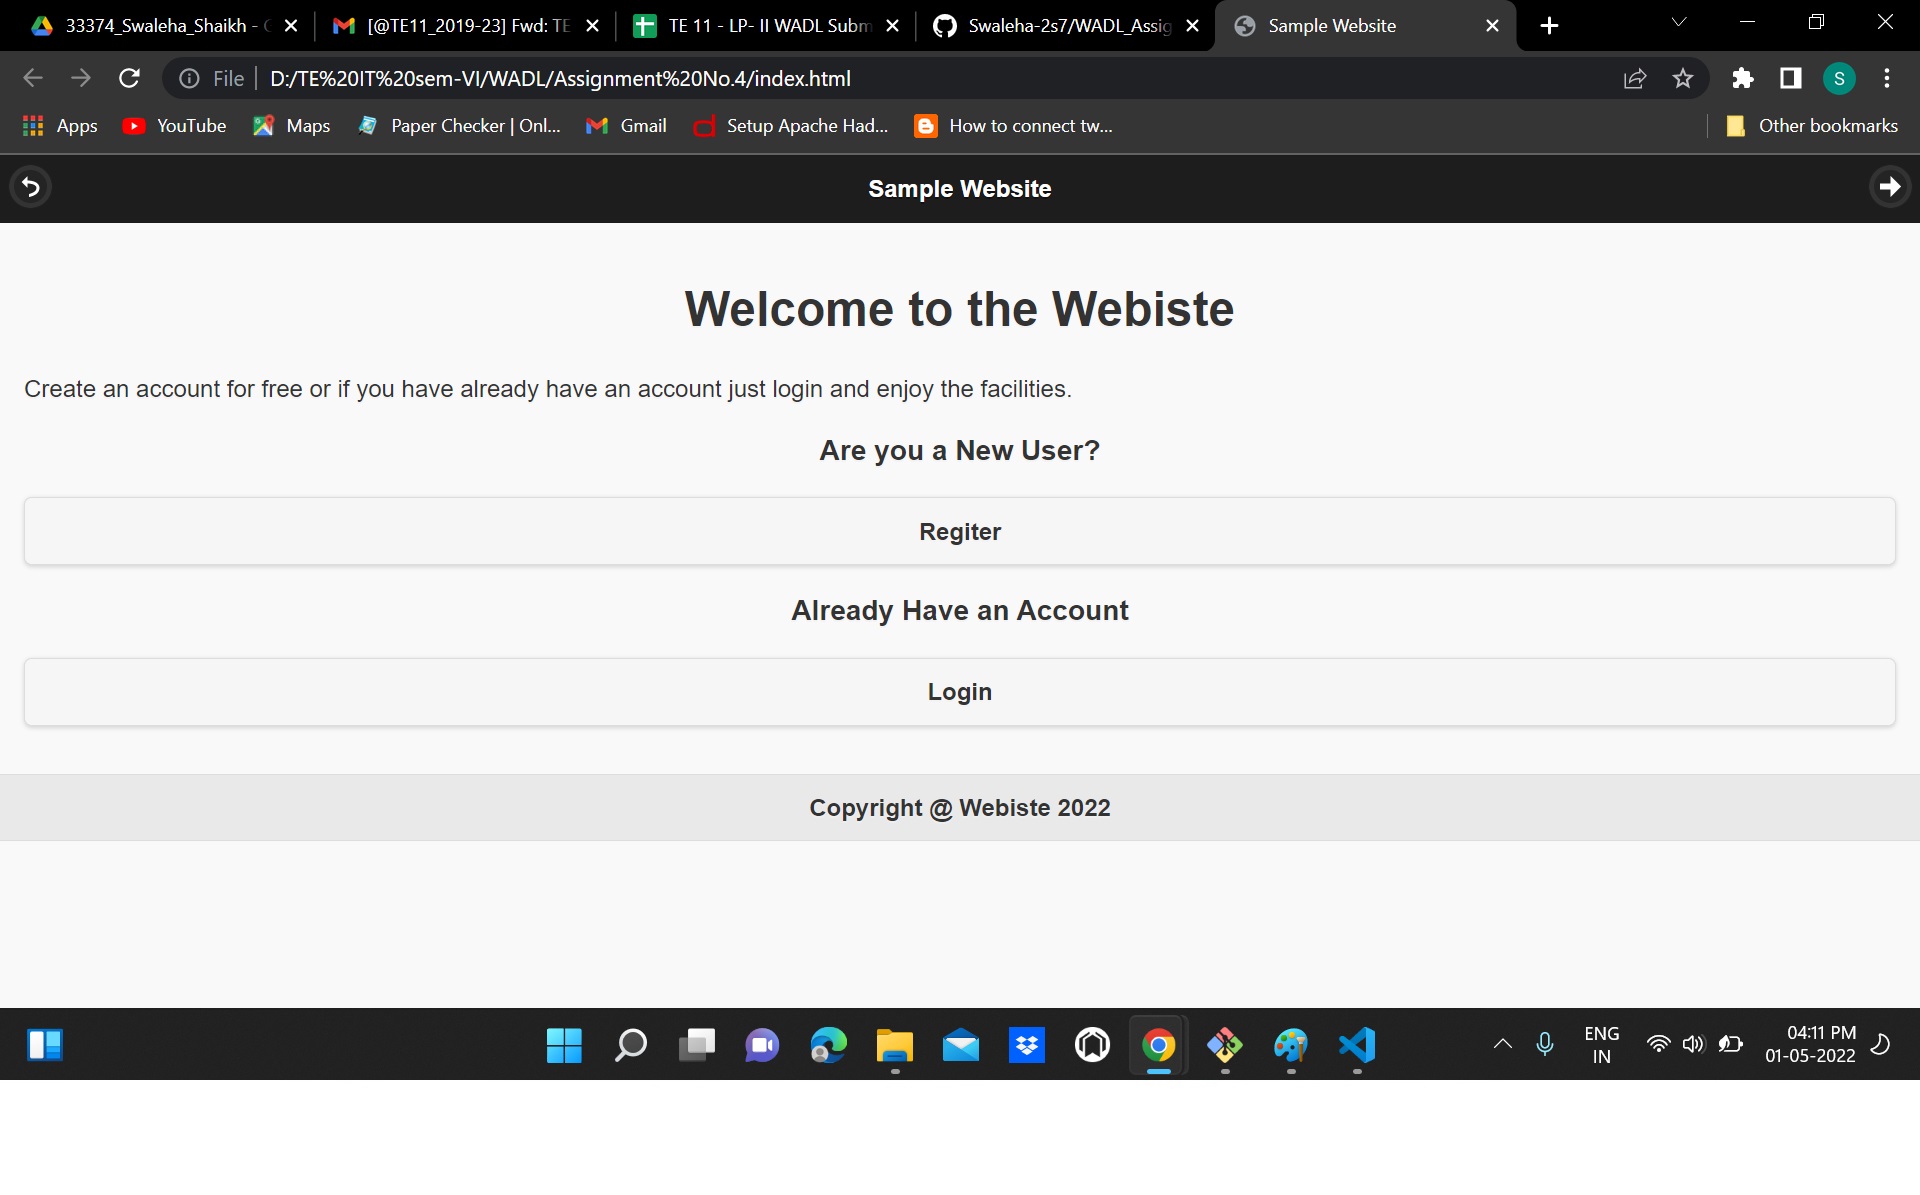 33374_Swaleha_Shaikh - [@TE11_2019-23] Fwd: TE TE 11 - LP- II WADL Subm Swaleha-2s7/WADL_Assig Sample Website
File D:/TE%20IT%20sem-VI/WADL/Assignment%20No.4/index.html S
Apps YouTube Maps Paper Checker | Onl... Gmail Setup Apache Had... How to connect tw... Other bookmarks
Sample Website
Welcome to the Webiste
Create an account for free or if you have already have an account just login and enjoy the facilities.
Are you a New User?
Regiter
Already Have an Account
Login
Copyright @ Webiste 2022
ENG 04:11 PM
IN 01-05-2022